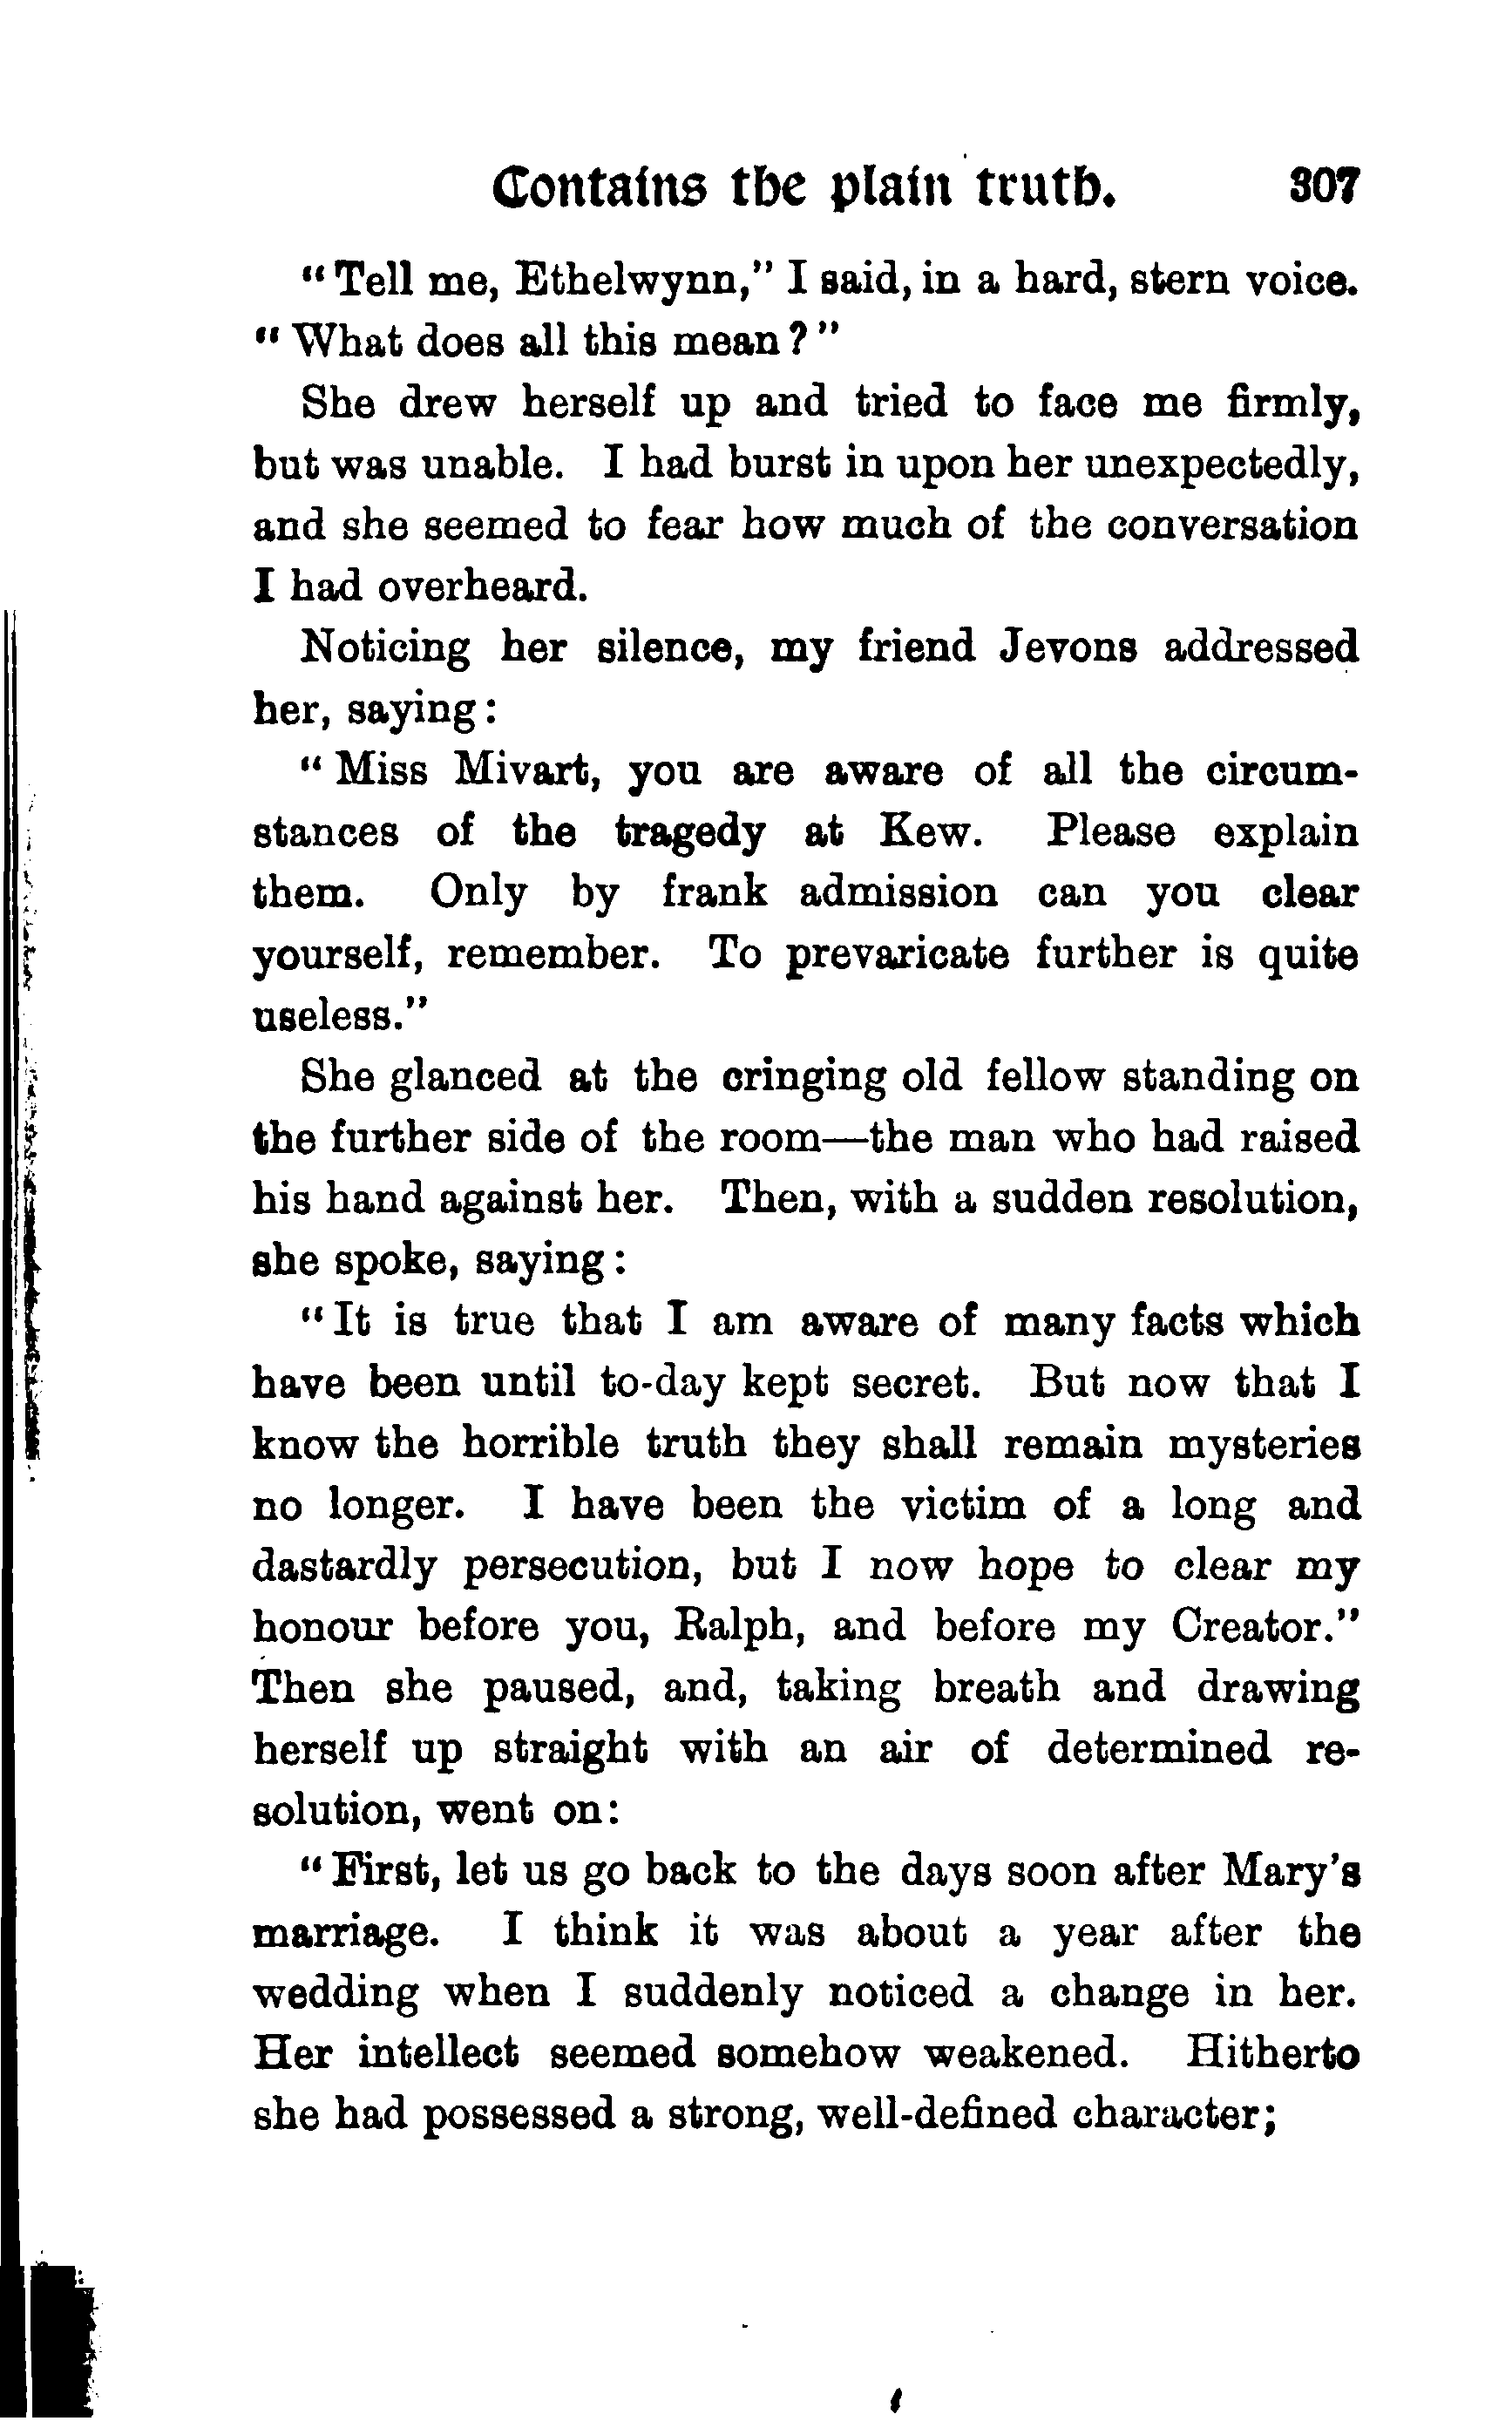 Contains the plain truth. 307
"Tell me, Ethelwynn," I said, in a hard, stern voice.
"What does all this mean?"
She drew herself up and tried to face me firmly,
but was unable. I had burst in upon her unexpectedly,
and she seemed to fear how much of the conversation
I had overheard.
Noticing her silence, my friend Jevons addressed
her, saying:
"Miss Mivart, you are aware of all the circum-
stances of the tragedy at Kew. Please explain
them. Only by frank admission can you clear
yourself, remember. To prevaricate further is quite
useless."
She glanced at the cringing old fellow standing on
the further side of the room—the man who had raised
his hand against her. Then, with a sudden resolution,
she spoke, saying:
"It is true that I am aware of many facts which
have been until to-day kept secret. But now that I
know the horrible truth they shall remain mysteries
no longer. I have been the victim of a long and
dastardly persecution, but I now hope to clear my
honour before you, Ralph, and before my Creator."
Then she paused, and, taking breath and drawing
herself up straight with an air of determined re-
solution, went on:
"First, let us go back to the days soon after Mary's
marriage. I think it was about a year after the
wedding when I suddenly noticed a change in her.
Her intellect seemed somehow weakened. Hitherto
she had possessed a strong, well-defined character;